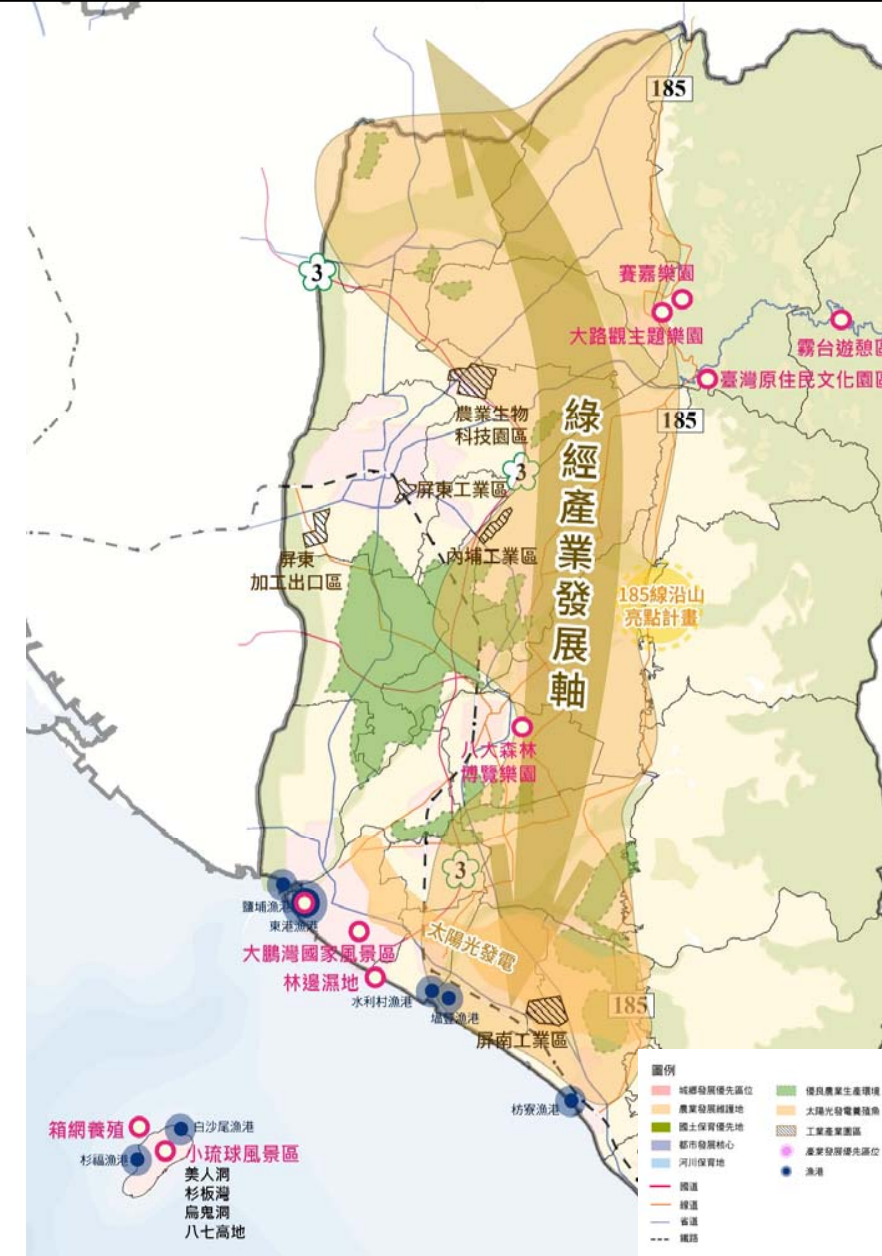 185
3
賽嘉樂園
大路觀主題樂園
霧台遊憩區
臺灣原住民文化園區
185
農業生物
科技園區
綠經產業發展軸
3
屏東工業區
內埔工業區
屏東
加工出口區
185線沿山
亮點計畫
八大森林
博覽樂園
3
鹽埔漁港
東港漁港
太陽光發電
大鵬灣國家風景區
林邊濕地
水利村漁港
塭豐漁港
185
屏南工業區
枋寮漁港
箱網養殖
白沙尾漁港
杉福漁港
小琉球風景區
美人洞
杉板灣
烏鬼洞
八七高地
圖例
城鄉發展優先區位
農業發展維護地
國土保育優先地
都市發展核心
河川保育地
國道
縣道
省道
鐵路
優良農業生產環境
太陽光發電養殖魚
工業產業園區
產業發展優先區位
漁港